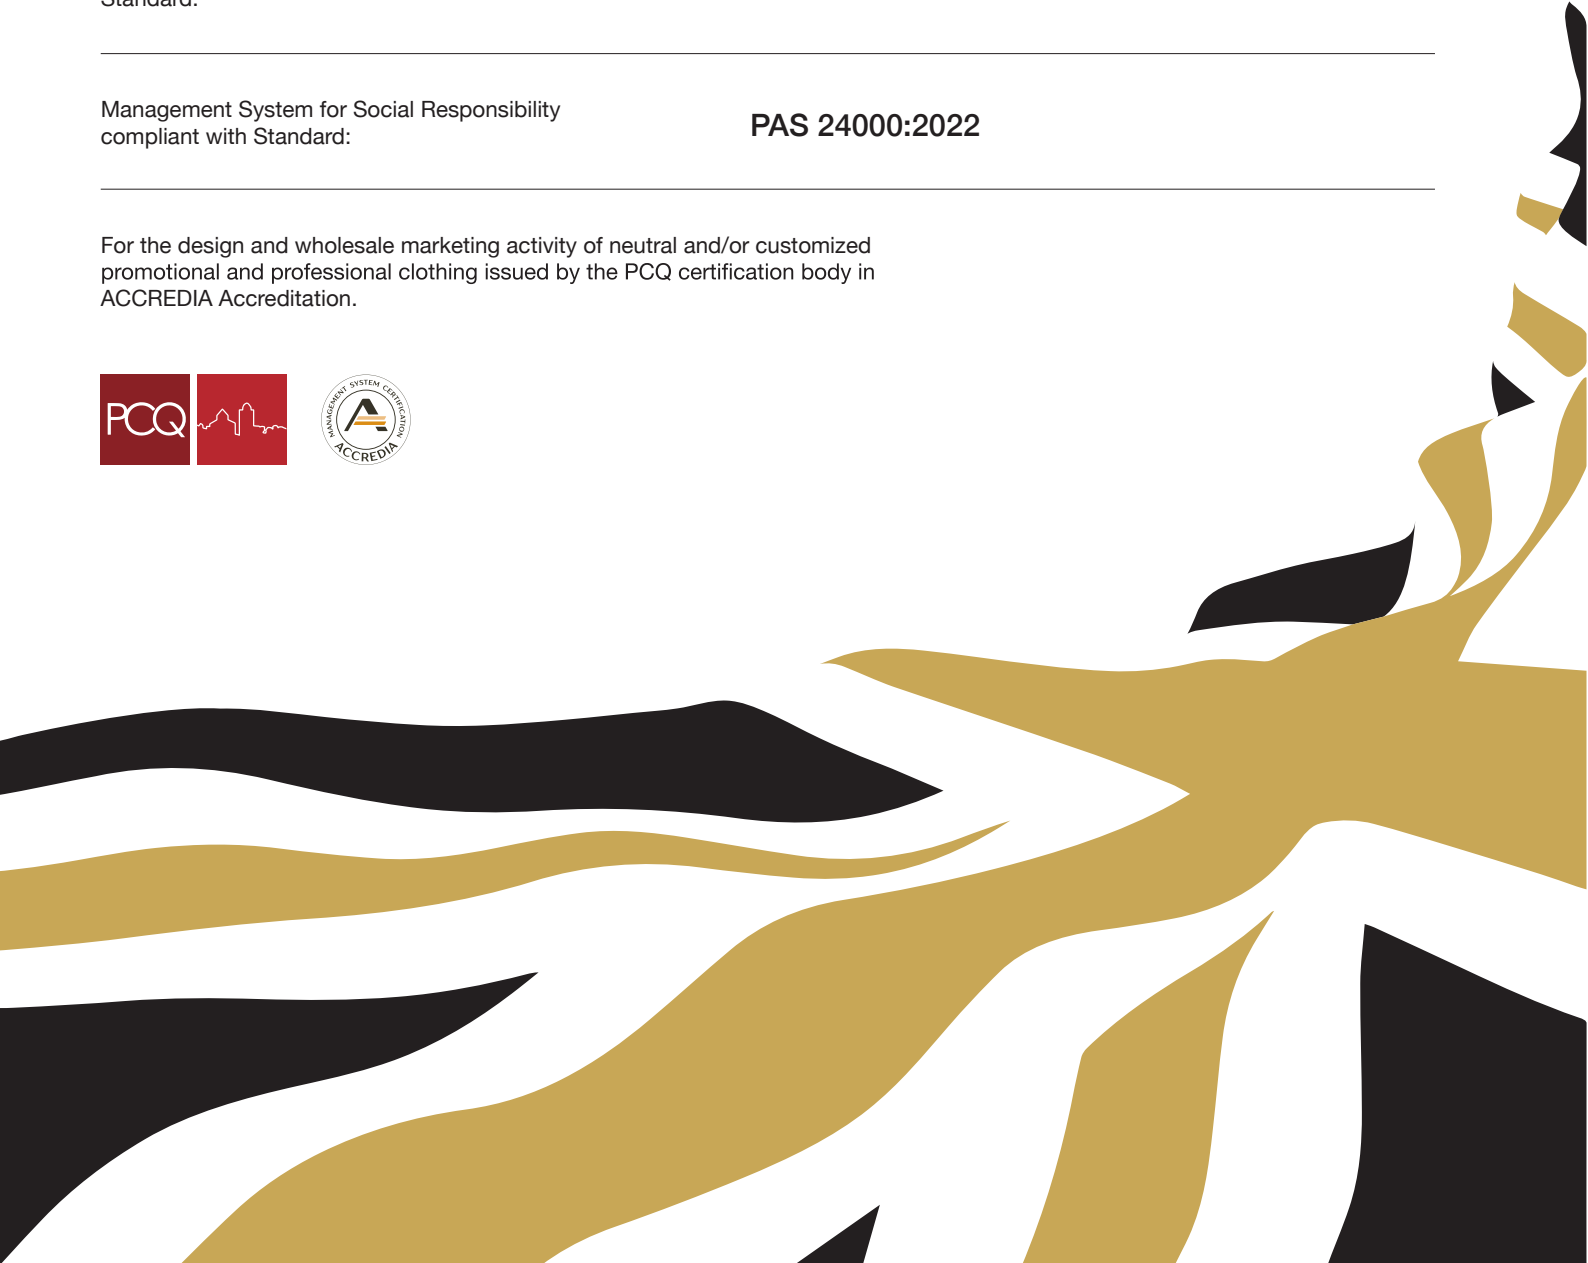 Standard:
Management System for Social Responsibility
compliant with Standard:
PAS 24000:2022
For the design and wholesale marketing activity of neutral and/or customized
promotional and professional clothing issued by the PCQ certification body in
ACCREDIA Accreditation.
PCQ
MANAGEMENT SYSTEM CERTIFICATION
ACCREDIA